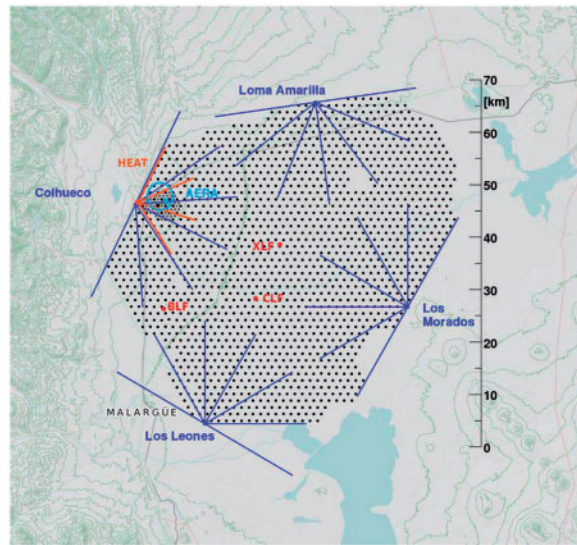 70
Loma Amarilla
[km]
60
HEAT
50
Colhueco
AERA
40
XLF
30
CLF
BLF
Los
Morados
20
MALARGÜE
10
Los Leones
0